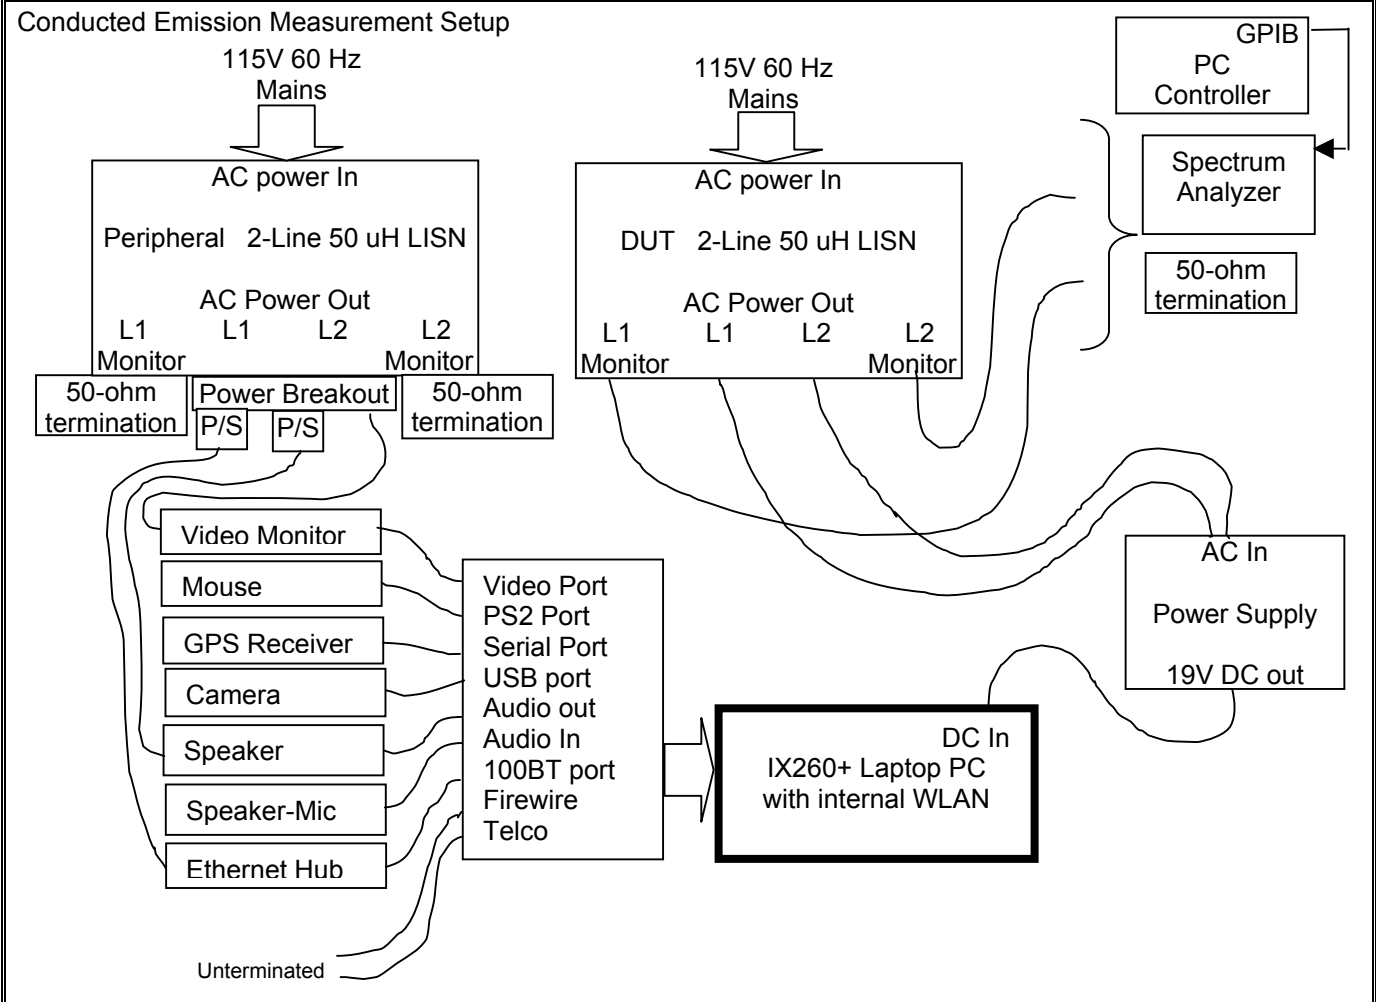 Conducted Emission Measurement Setup
115V 60 Hz
Mains
AC power In
Peripheral 2-Line 50 uH LISN
AC Power Out
L1 L1 L2 L2
Monitor Monitor
50-ohm
termination
Power Breakout
50-ohm
termination
P/S P/S
115V 60 Hz
Mains
AC power In
DUT 2-Line 50 uH LISN
AC Power Out
L1 L1 L2 L2
Monitor Monitor
GPIB
PC
Controller
Spectrum
Analyzer
50-ohm
termination
Video Monitor
Mouse
GPS Receiver
Camera
Speaker
Speaker-Mic
Ethernet Hub
Unterminated
Video Port
PS2 Port
Serial Port
USB port
Audio out
Audio In
100BT port
Firewire
Telco
DC In
IX260+ Laptop PC
with internal WLAN
AC In
Power Supply
19V DC out